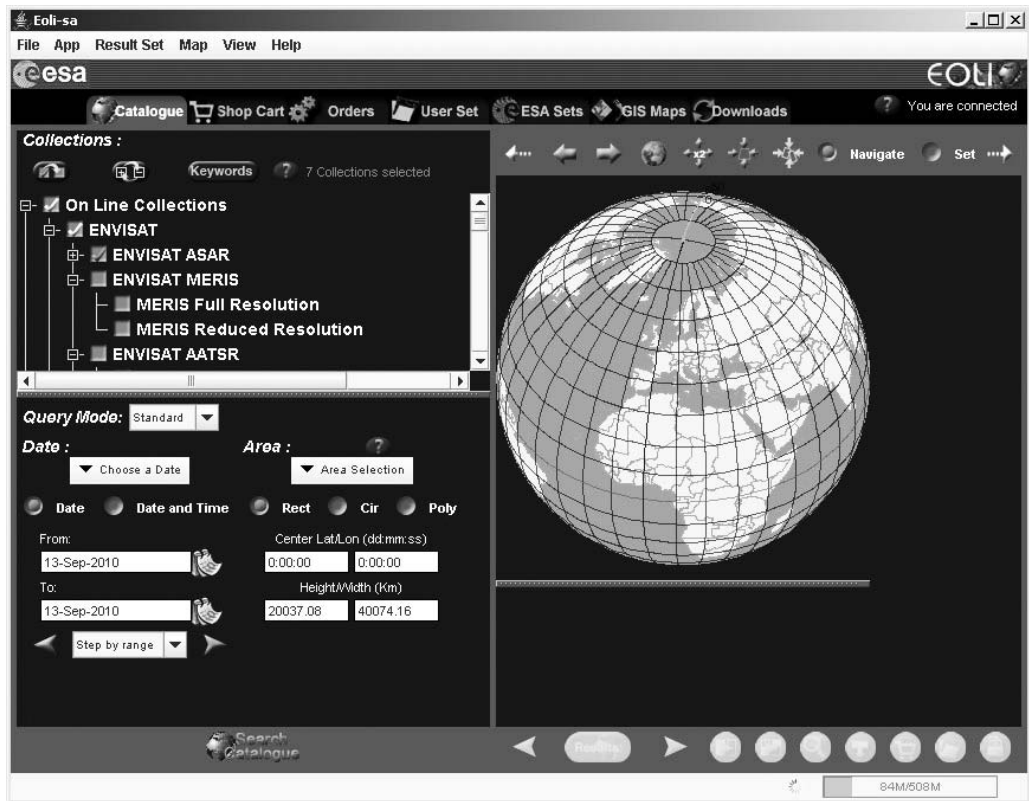 Eoli-sa
File App Result Set Map View Help
esa EOLI
Catalogue Shop Cart Orders User Set ESA Sets GIS Maps Downloads ? You are connected
Collections :
Keywords ? 7 Collections selected
On Line Collections
ENVISAT
ENVISAT ASAR
ENVISAT MERIS
MERIS Full Resolution
MERIS Reduced Resolution
ENVISAT AATSR
x2 Navigate Set
Query Mode: Standard
Date : Area : ?
Choose a Date Area Selection
Date Date and Time Rect Cir Poly
From: Center Lat/Lon (dd:mm:ss)
13-Sep-2010 0:00:00 0:00:00
To: Height/Width (Km)
13-Sep-2010 20037.08 40074.16
Step by range
Search Catalogue
Results
84M/508M